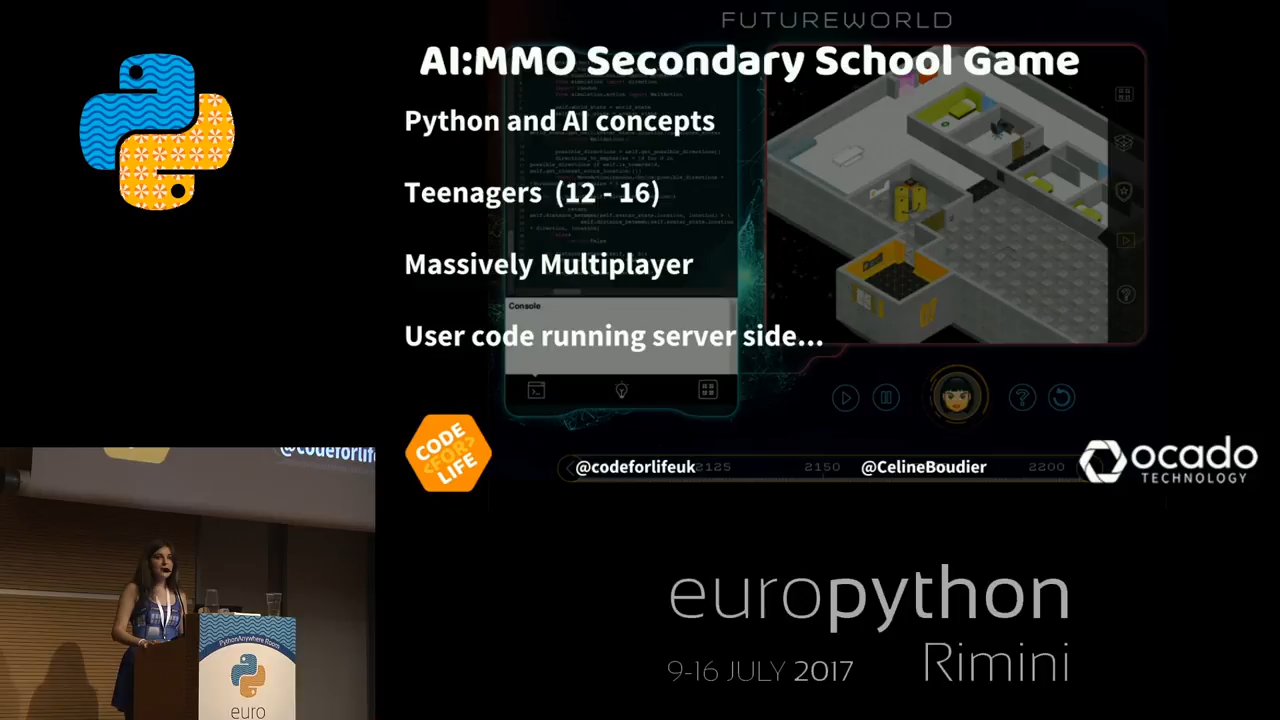 FUTUREWORLD
AI:MMO Secondary School Game
Python and AI concepts
Teenagers (12 - 16)
Massively Multiplayer
Console
User code running server side...
CODE
<FOR>
LIFE
@codeforlifeuk
2125
2150
@CelineBoudier
2200
ocado
TECHNOLOGY
@codeforlife
PythonAnywhere Room
euro
europython
9-16 JULY 2017
Rimini